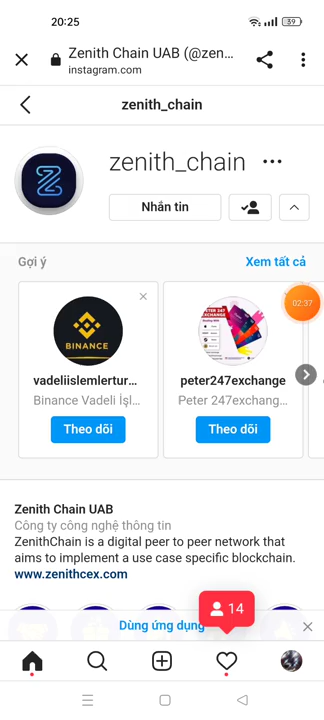 20:25
39
Zenith Chain UAB (@zen...
instagram.com
zenith_chain
zenith_chain
Nhắn tin
Gợi ý
Xem tất cả
02:37
BINANCE
247
EXCHANGE
vadeliislemlertur...
peter247exchange
Binance Vadeli İşl...
Peter 247exchang...
Theo dõi
Theo dõi
Zenith Chain UAB
Công ty công nghệ thông tin
ZenithChain is a digital peer to peer network that
aims to implement a use case specific blockchain.
www.zenithcex.com
14
Dùng ứng dụng